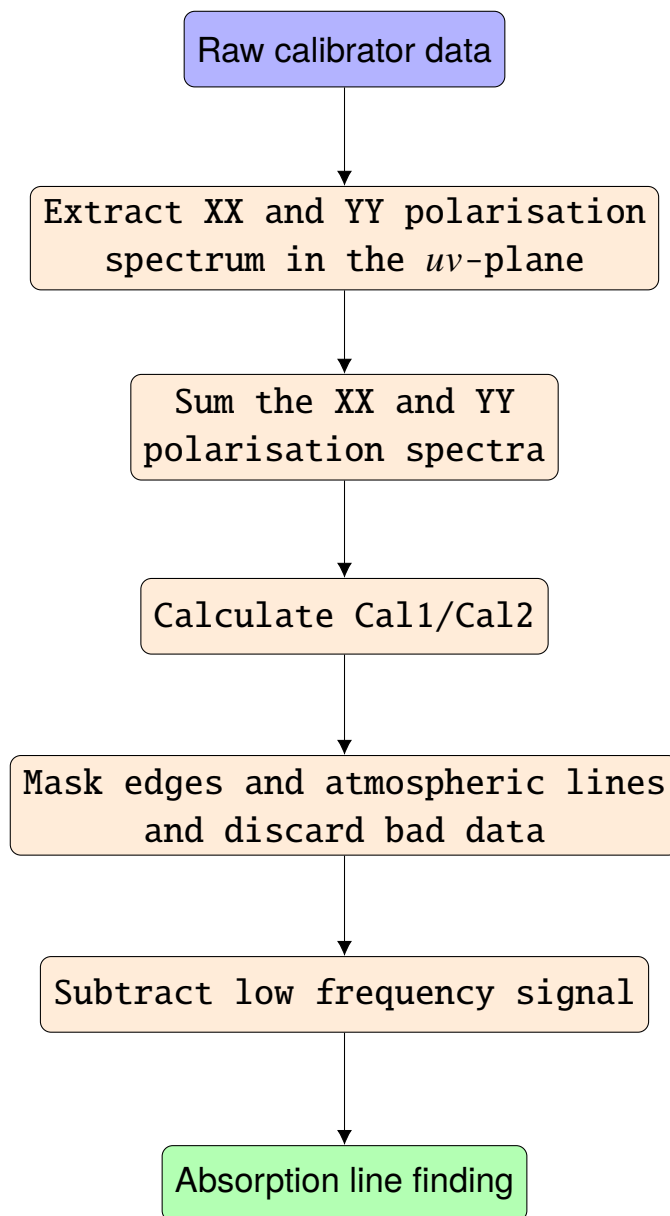 Raw calibrator data
Extract XX and YY polarisation
spectrum in the uv-plane
Sum the XX and YY
polarisation spectra
Calculate Cal1/Cal2
Mask edges and atmospheric lines
and discard bad data
Subtract low frequency signal
Absorption line finding